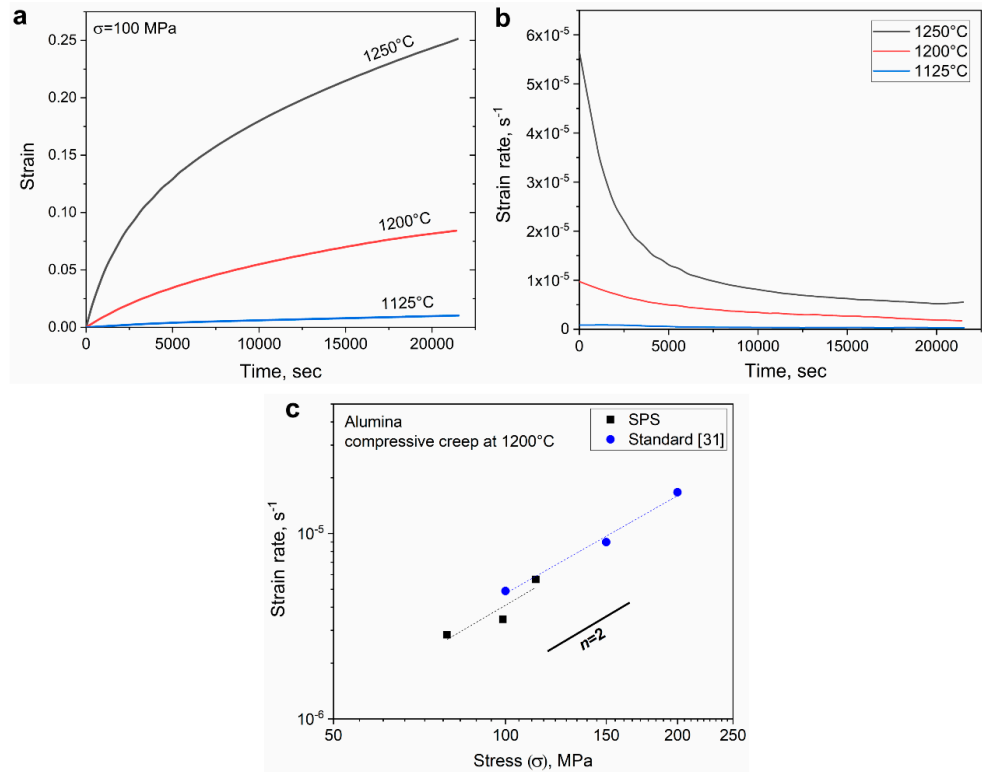 a
σ=100 MPa
1250°C
1200°C
1125°C
Strain
0.25
0.20
0.15
0.10
0.05
0.00
0
5000
10000
15000
20000
Time, sec
b
1250°C
1200°C
1125°C
Strain rate, s⁻¹
6x10⁻⁵
5x10⁻⁵
4x10⁻⁵
3x10⁻⁵
2x10⁻⁵
1x10⁻⁵
0
0
5000
10000
15000
20000
Time, sec
c
Alumina
compressive creep at 1200°C
SPS
Standard [31]
Strain rate, s⁻¹
10⁻⁵
10⁻⁶
n=2
50
100
150
200
250
Stress (σ), MPa